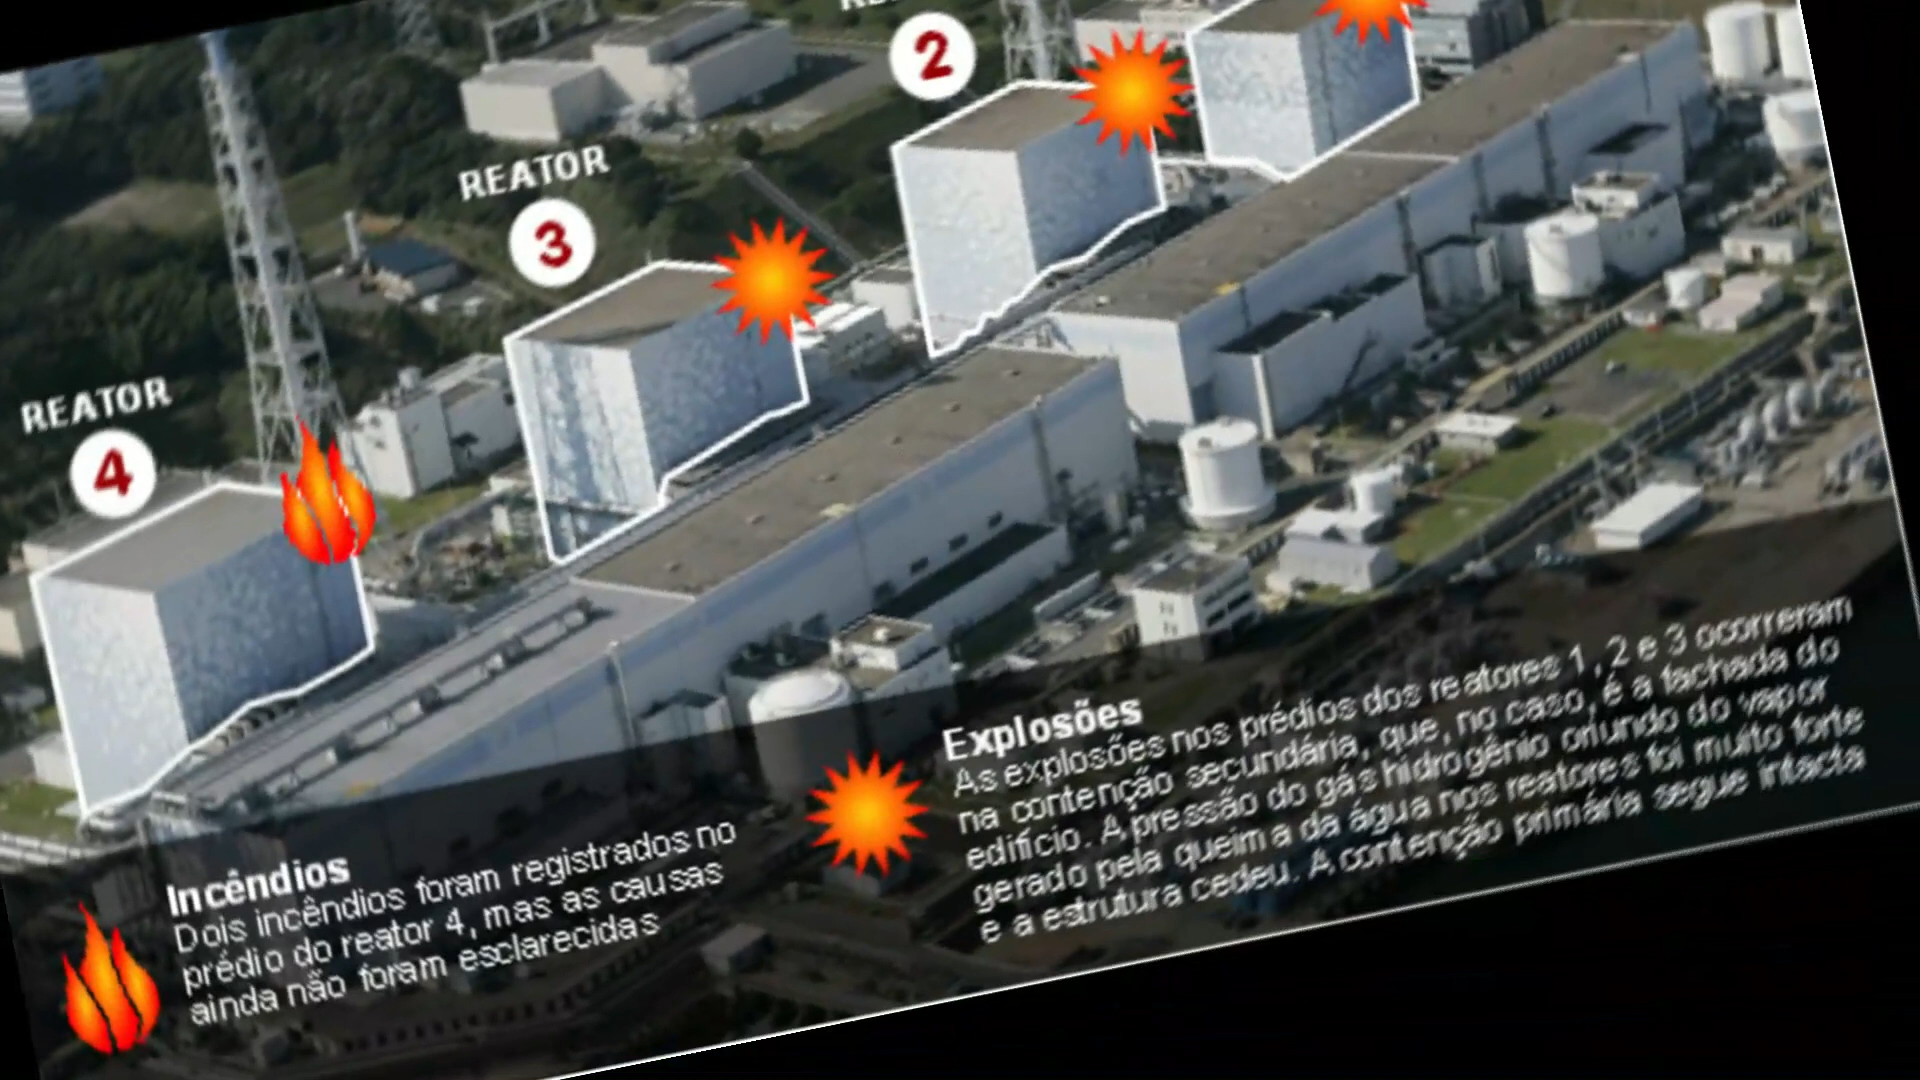 2
REATOR
3
REATOR
4
Explosões
As explosões nos prédios dos reatores 1, 2 e 3 ocorreram
na contenção secundária, que, no caso, é a fachada do
edifício. A pressão do gás hidrogênio oriundo do vapor
gerado pela queima da água nos reatores foi muito forte
e a estrutura cedeu. A contenção primária segue intacta
Incêndios
Dois incêndios foram registrados no
prédio do reator 4, mas as causas
ainda não foram esclarecidas